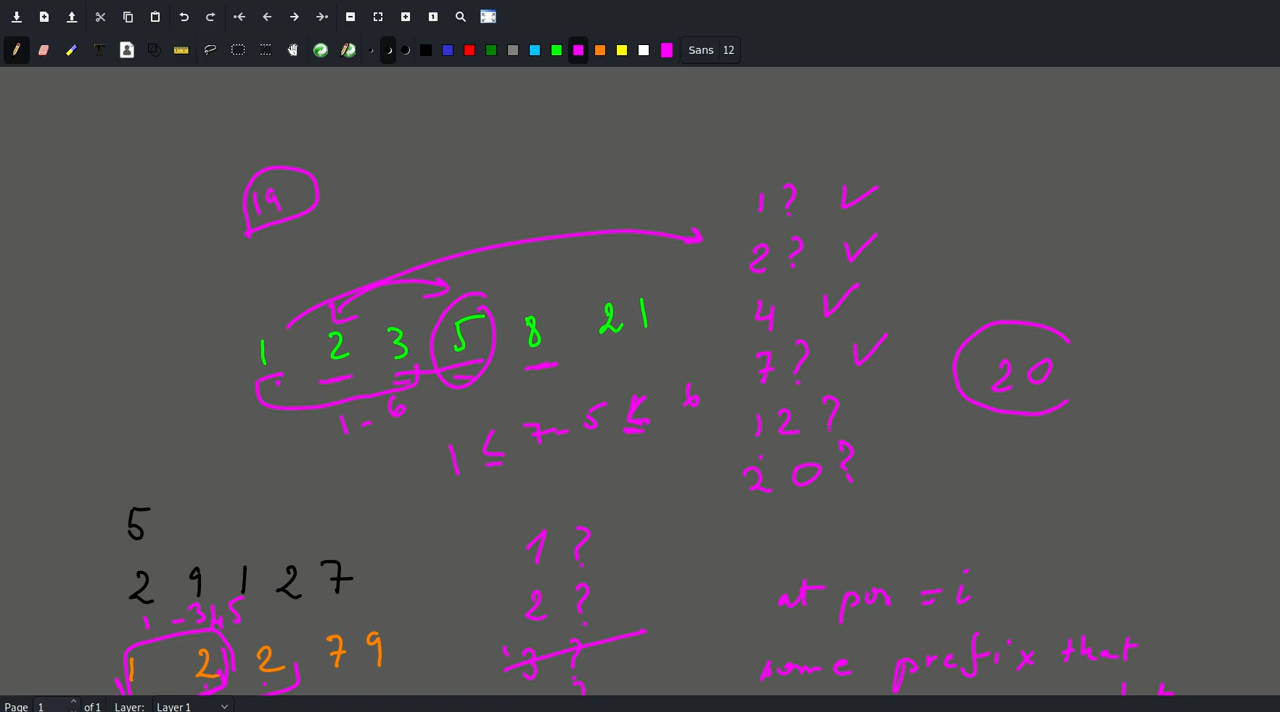 Sans 12
19
1 ? ✓
2 ? ✓
4 ✓
7 ? ✓
12 ?
20 ?
1 2 3 5 8 21
1 - 6
1 ≤ 7 - 5 ≤ 6
20
5
2 9 1 2 7
1 - 3
5
1 2 2 7 9
1 ?
2 ?
3 ?
?
at pos = i
some prefix that
Page 1 of 1 Layer: Layer 1